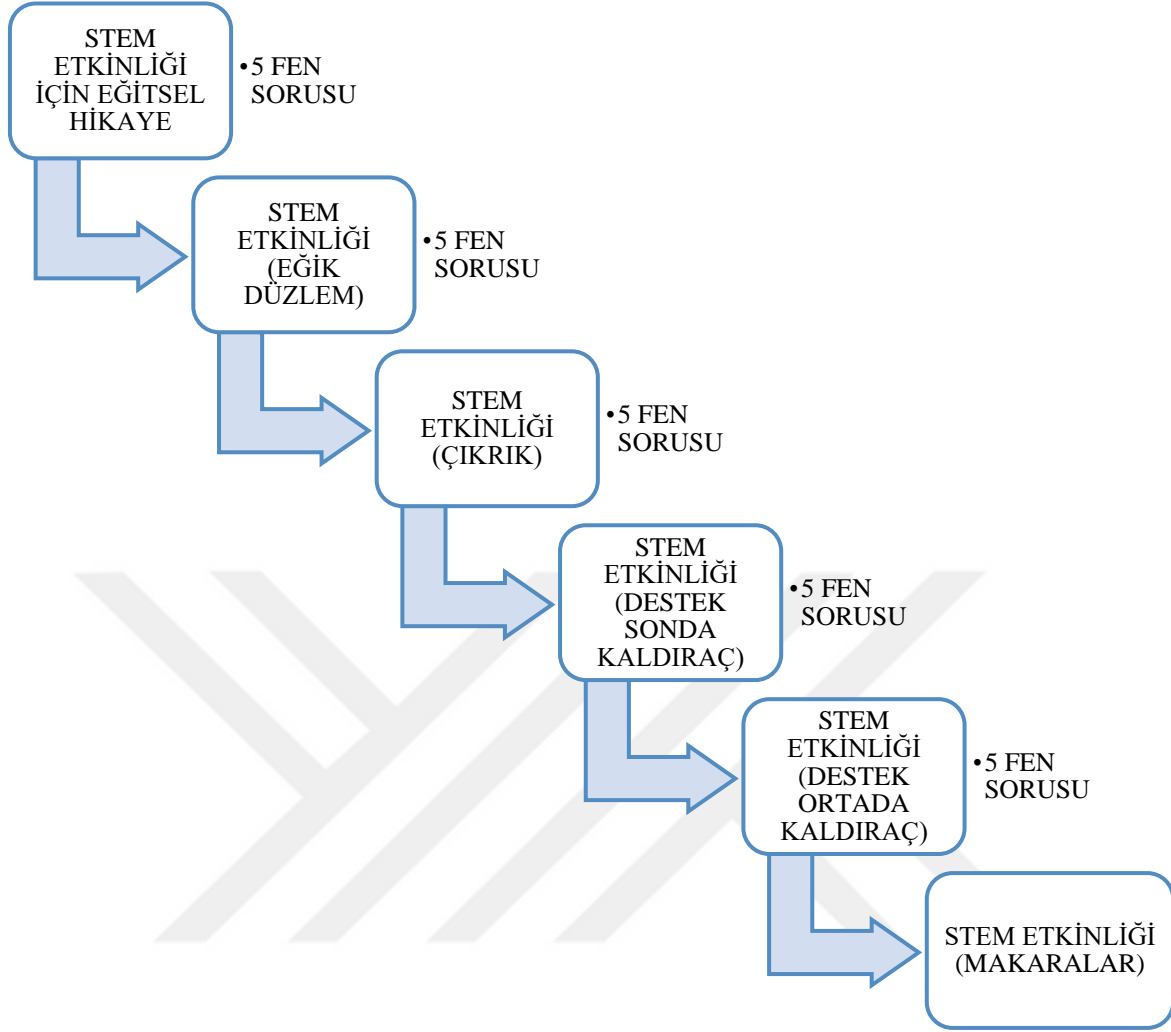 STEM
ETKİNLİĞİ
İÇİN EĞİTSEL
HİKAYE
•5 FEN
SORUSU
STEM
ETKİNLİĞİ
(EĞİK
DÜZLEM)
•5 FEN
SORUSU
STEM
ETKİNLİĞİ
(ÇIKRIK)
•5 FEN
SORUSU
STEM
ETKİNLİĞİ
(DESTEK
SONDA
KALDIRAÇ)
•5 FEN
SORUSU
STEM
ETKİNLİĞİ
(DESTEK
ORTADA
KALDIRAÇ)
•5 FEN
SORUSU
STEM ETKİNLİĞİ
(MAKARALAR)